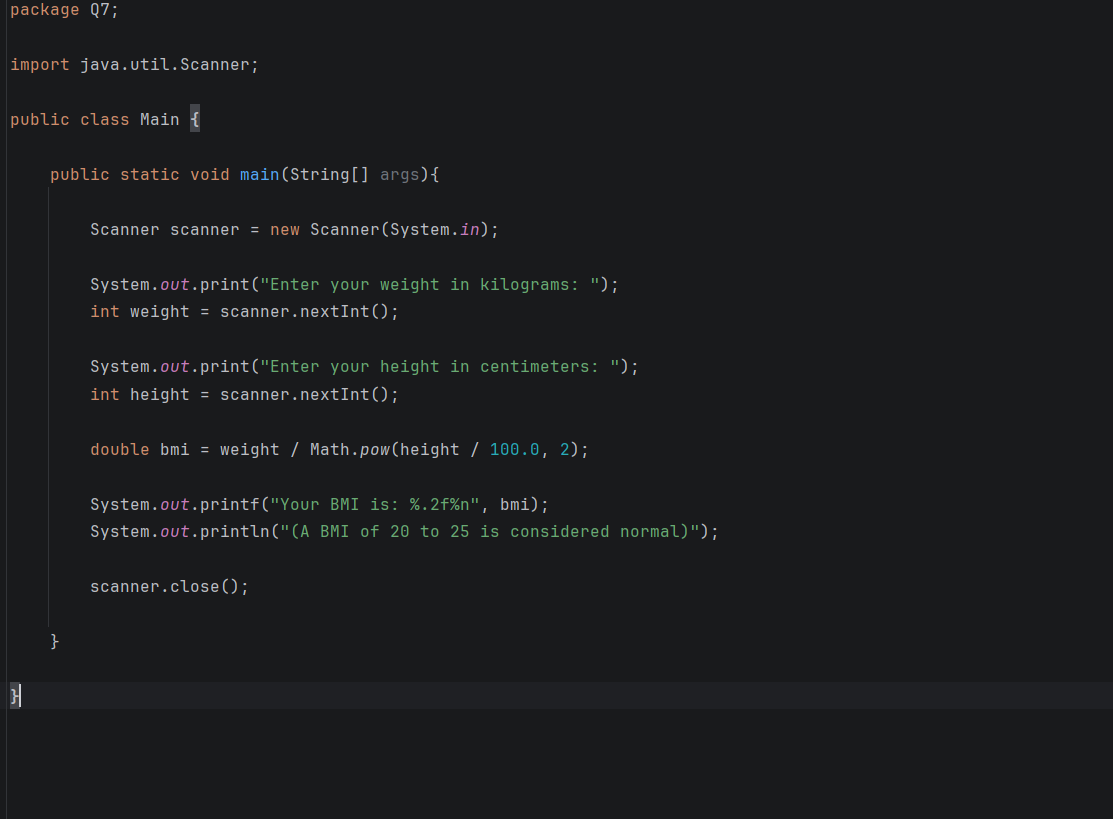 package Q7;
import java.util.Scanner;
public class Main {
public static void main(String[] args){
Scanner scanner = new Scanner(System.in);
System.out.print("Enter your weight in kilograms: ");
int weight = scanner.nextInt();
System.out.print("Enter your height in centimeters: ");
int height = scanner.nextInt();
double bmi = weight / Math.pow(height / 100.0, 2);
System.out.printf("Your BMI is: %.2f%n", bmi);
System.out.println("(A BMI of 20 to 25 is considered normal)");
scanner.close();
}
}